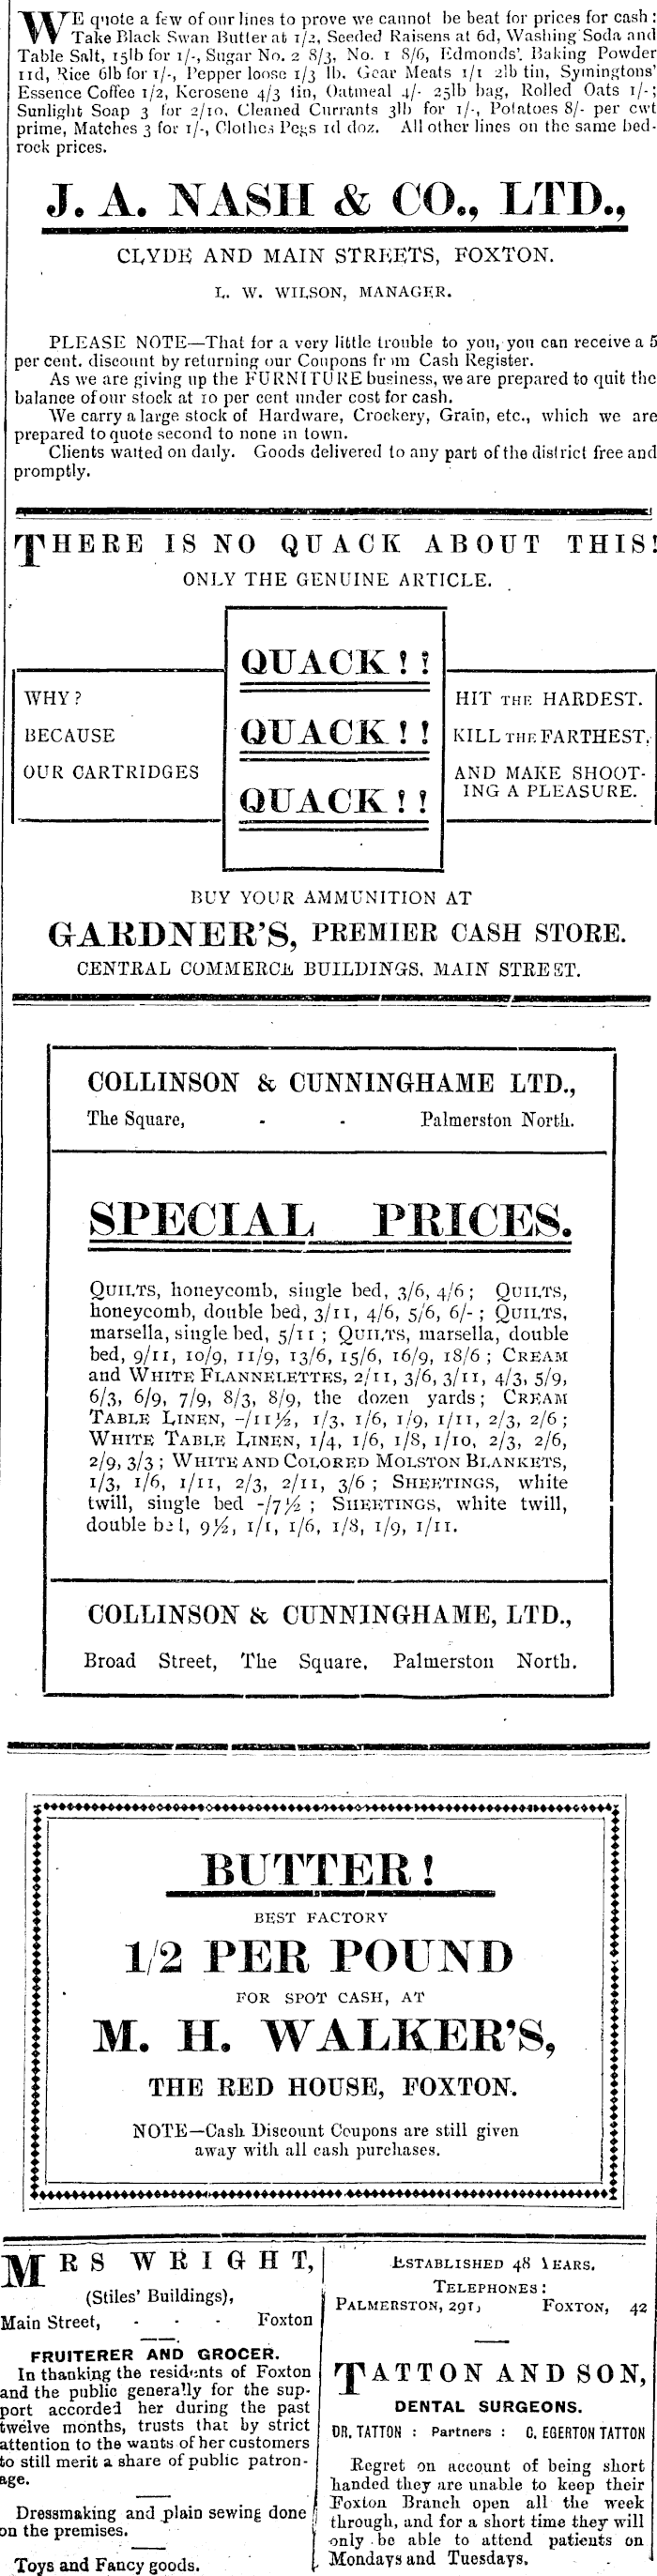 WE quote a few of our lines to prove we cannot be beat for prices for cash:
Take Black Swan Butter at 1/2, Seeded Raisens at 6d, Washing Soda and
Table Salt, 15lb for 1/-, Sugar No. 2 8/3, No. 1 8/6, Edmonds'. Baking Powder
11d, Rice 6lb for 1/-, Pepper loose 1/3 lb. Gear Meats 1/1 2lb tin, Symingtons'
Essence Coffee 1/2, Kerosene 4/3 tin, Oatmeal 4/- 25lb bag, Rolled Oats 1/-;
Sunlight Soap 3 for 2/10, Cleaned Currants 3lb for 1/-, Potatoes 8/- per cwt
prime, Matches 3 for 1/-, Clothes Pegs 1d doz. All other lines on the same bed-
rock prices.
J. A. NASH & CO., LTD.,
CLYDE AND MAIN STREETS, FOXTON.
L. W. WILSON, MANAGER.
PLEASE NOTE—That for a very little trouble to you, you can receive a 5
per cent. discount by returning our Coupons fr m Cash Register.
As we are giving up the FURNITURE business, we are prepared to quit the
balance of our stock at 10 per cent under cost for cash.
We carry a large stock of Hardware, Crockery, Grain, etc., which we are
prepared to quote second to none in town.
Clients waited on daily. Goods delivered to any part of the district free and
promptly.
THERE IS NO QUACK ABOUT THIS!
ONLY THE GENUINE ARTICLE.
WHY?
BECAUSE
OUR CARTRIDGES
QUACK!!
QUACK!!
QUACK!!
HIT THE HARDEST.
KILL THE FARTHEST,
AND MAKE SHOOT-
ING A PLEASURE.
BUY YOUR AMMUNITION AT
GARDNER'S, PREMIER CASH STORE.
CENTRAL COMMERCE BUILDINGS, MAIN STREET.
COLLINSON & CUNNINGHAME LTD.,
The Square, - - Palmerston North.
SPECIAL PRICES.
QUILTS, honeycomb, single bed, 3/6, 4/6; QUILTS,
honeycomb, double bed, 3/11, 4/6, 5/6, 6/-; QUILTS,
marsella, single bed, 5/11; QUILTS, marsella, double
bed, 9/11, 10/9, 11/9, 13/6, 15/6, 16/9, 18/6; CREAM
and WHITE FLANNELETTES, 2/11, 3/6, 3/11, 4/3, 5/9,
6/3, 6/9, 7/9, 8/3, 8/9, the dozen yards; CREAM
TABLE LINEN, -/11½, 1/3, 1/6, 1/9, 1/11, 2/3, 2/6;
WHITE TABLE LINEN, 1/4, 1/6, 1/8, 1/10, 2/3, 2/6,
2/9, 3/3; WHITE AND COLORED MOLSTON BLANKETS,
1/3, 1/6, 1/11, 2/3, 2/11, 3/6; SHEETINGS, white
twill, single bed -/7½; SHEETINGS, white twill,
double bed, 9½, 1/1, 1/6, 1/8, 1/9, 1/11.
COLLINSON & CUNNINGHAME, LTD.,
Broad Street, The Square, Palmerston North.
BUTTER!
BEST FACTORY
1/2 PER POUND
FOR SPOT CASH, AT
M. H. WALKER'S,
THE RED HOUSE, FOXTON.
NOTE—Cash Discount Coupons are still given
away with all cash purchases.
MRS WRIGHT,
(Stiles' Buildings),
Main Street, - - - Foxton
FRUITERER AND GROCER.
In thanking the residents of Foxton
and the public generally for the sup-
port accorded her during the past
twelve months, trusts that by strict
attention to the wants of her customers
to still merit a share of public patron-
age.
Dressmaking and plain sewing done
on the premises.
Toys and Fancy goods.
ESTABLISHED 48 YEARS.
TELEPHONES:
PALMERSTON, 291, FOXTON, 42
TATTON AND SON,
DENTAL SURGEONS.
DR. TATTON : Partners : C. EGERTON TATTON
Regret on account of being short
handed they are unable to keep their
Foxton Branch open all the week
through, and for a short time they will
only be able to attend patients on
Mondays and Tuesdays.